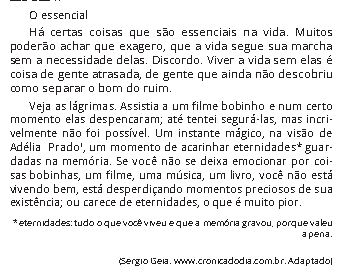 O essencial
Há certas coisas que são essenciais na vida. Muitos
poderão achar que exagero, que a vida segue sua marcha
sem a necessidade delas. Discordo. Viver a vida sem elas é
coisa de gente atrasada, de gente que ainda não descobriu
como separar o bom do ruim.
Veja as lágrimas. Assistia a um filme bobinho e num certo
momento elas despencaram; até tentei segurá-las, mas incri-
velmente não foi possível. Um instante mágico, na visão de
Adélia Prado', um momento de acarinhar eternidades* guar-
dadas na memória. Se você não se deixa emocionar por coi-
sas bobinhas, um filme, uma música, um livro, você não está
vivendo bem, está desperdiçando momentos preciosos de sua
existência; ou carece de eternidades, o que é muito pior.
*eternidades: tudo o que você viveu e que a memória gravou, porque valeu
a pena.
(Sergio Geia. www.cronicadodia.com.br. Adaptado)